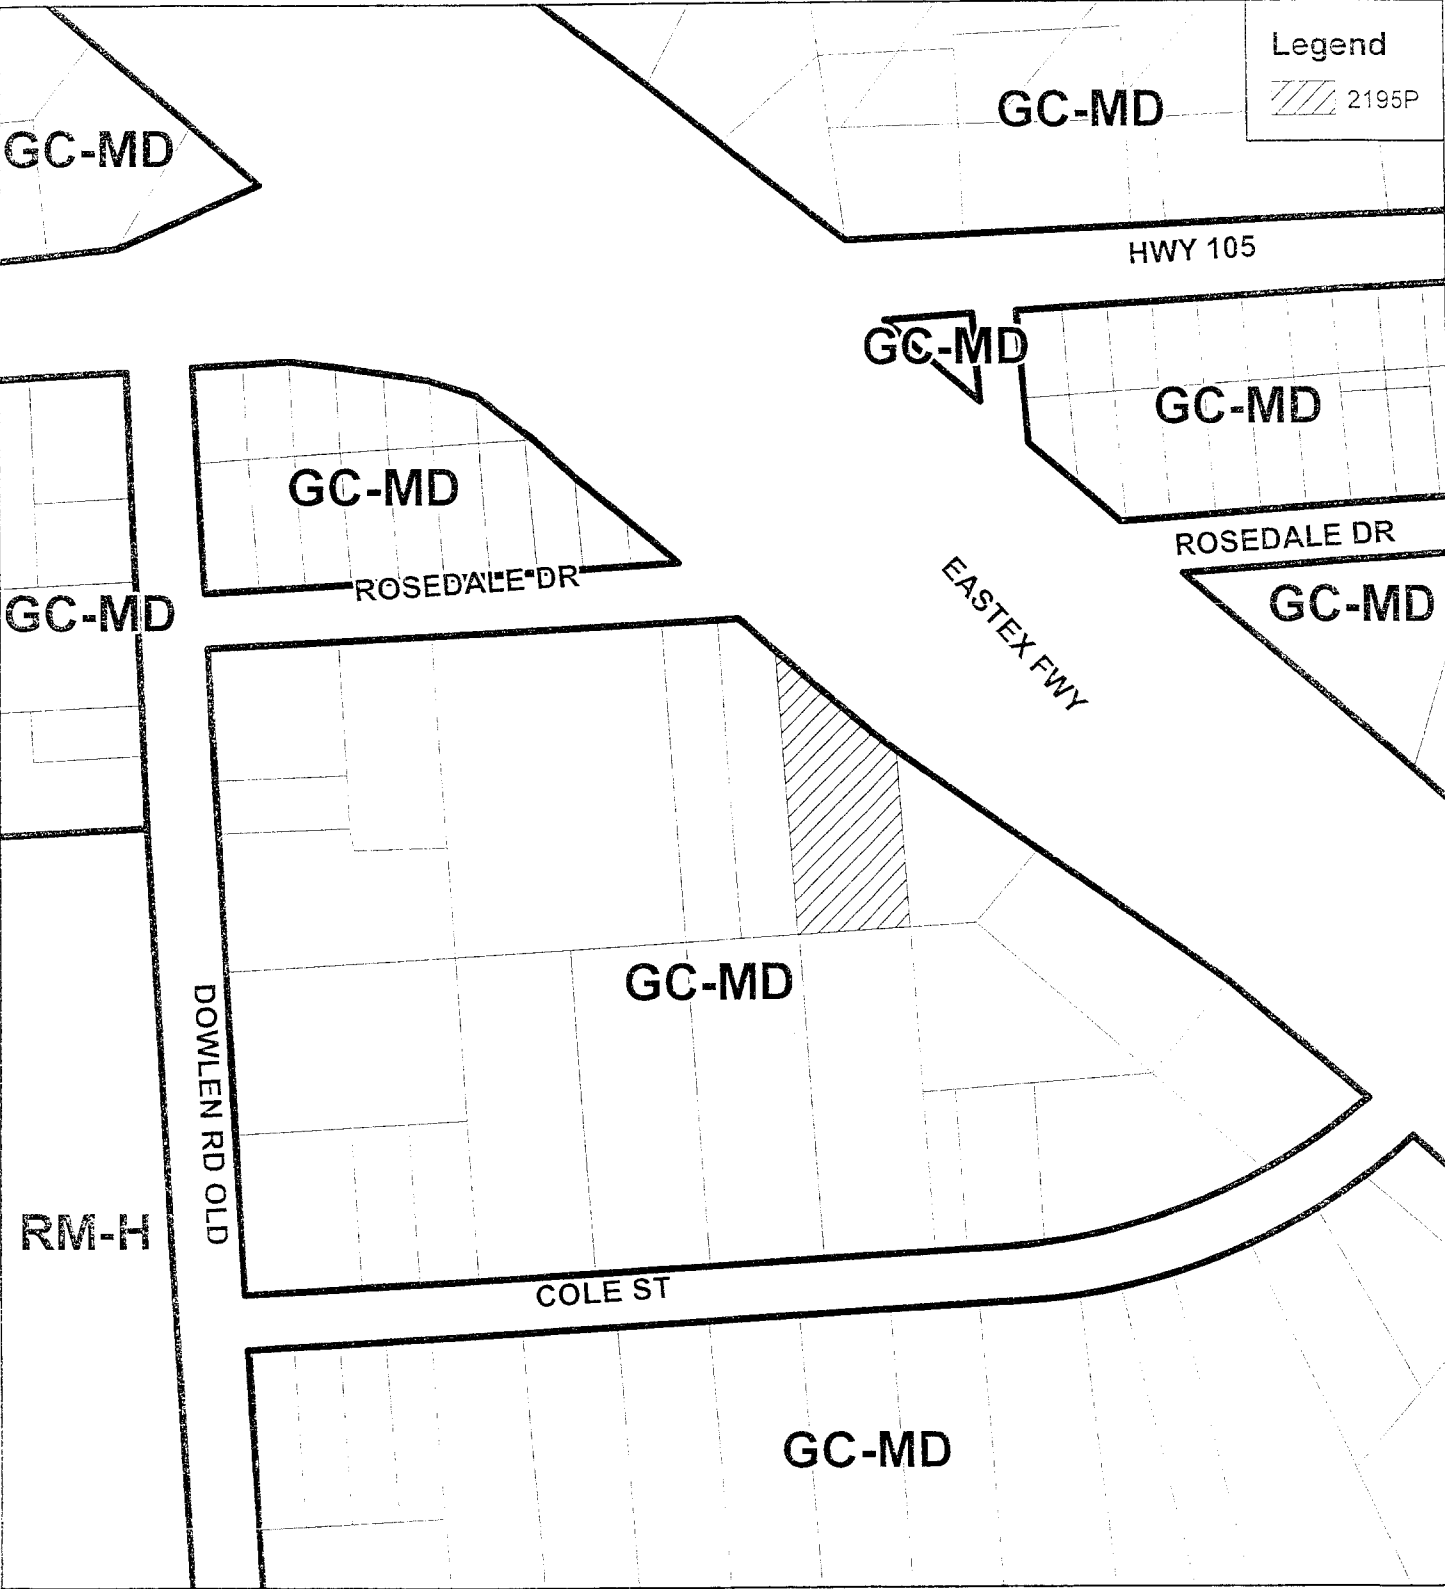 Legend
2195P
GC-MD
GC-MD
HWY 105
GC-MD
GC-MD
GC-MD
ROSEDALE DR
ROSEDALE DR
EASTEX FWY
GC-MD
GC-MD
GC-MD
DOWLEN RD OLD
RM-H
COLE ST
GC-MD